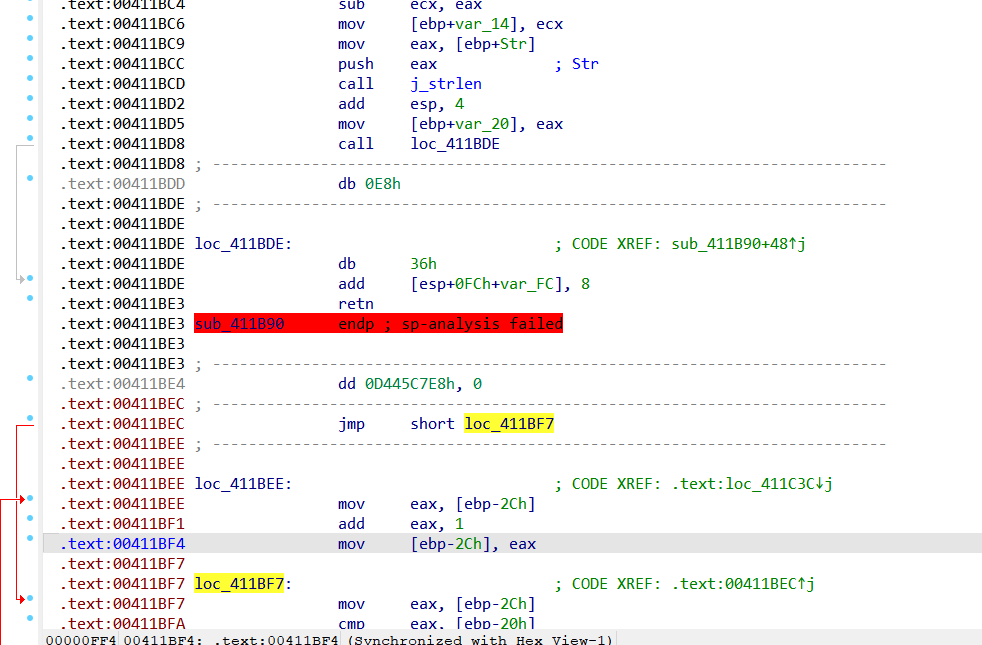 .text:00411BC4 sub ecx, eax
.text:00411BC6 mov [ebp+var_14], ecx
.text:00411BC9 mov eax, [ebp+Str]
.text:00411BCC push eax ; Str
.text:00411BCD call j_strlen
.text:00411BD2 add esp, 4
.text:00411BD5 mov [ebp+var_20], eax
.text:00411BD8 call loc_411BDE
.text:00411BD8 ; ---------------------------------------------------------------------------
.text:00411BDD db 0E8h
.text:00411BDE ; ---------------------------------------------------------------------------
.text:00411BDE
.text:00411BDE loc_411BDE: ; CODE XREF: sub_411B90+48↑j
.text:00411BDE db 36h
.text:00411BDE add [esp+0FCh+var_FC], 8
.text:00411BE3 retn
.text:00411BE3 sub_411B90 endp ; sp-analysis failed
.text:00411BE3
.text:00411BE3 ; ---------------------------------------------------------------------------
.text:00411BE4 dd 0D445C7E8h, 0
.text:00411BEC ; ---------------------------------------------------------------------------
.text:00411BEC jmp short loc_411BF7
.text:00411BEE ; ---------------------------------------------------------------------------
.text:00411BEE
.text:00411BEE loc_411BEE: ; CODE XREF: .text:loc_411C3C↓j
.text:00411BEE mov eax, [ebp-2Ch]
.text:00411BF1 add eax, 1
.text:00411BF4 mov [ebp-2Ch], eax
.text:00411BF7
.text:00411BF7 loc_411BF7: ; CODE XREF: .text:00411BEC↑j
.text:00411BF7 mov eax, [ebp-2Ch]
.text:00411BFA cmp eax, [ebp-20h]
00000FF4 00411BF4: .text:00411BF4 (Synchronized with Hex View-1)